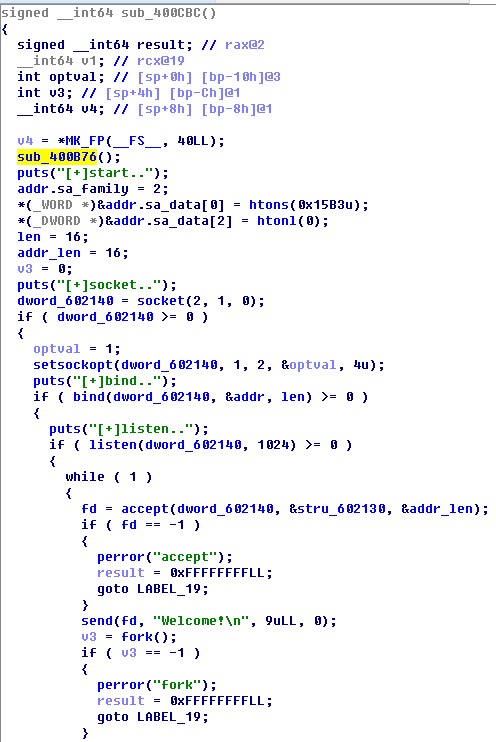 signed __int64 sub_400CBC()
{
  signed __int64 result; // rax@2
  __int64 v1; // rcx@19
  int optval; // [sp+0h] [bp-10h]@3
  int v3; // [sp+4h] [bp-Ch]@1
  __int64 v4; // [sp+8h] [bp-8h]@1

  v4 = *MK_FP(__FS__, 40LL);
  sub_400B76();
  puts("[+]start..");
  addr.sa_family = 2;
  *(_WORD *)&addr.sa_data[0] = htons(0x15B3u);
  *(_DWORD *)&addr.sa_data[2] = htonl(0);
  len = 16;
  addr_len = 16;
  v3 = 0;
  puts("[+]socket..");
  dword_602140 = socket(2, 1, 0);
  if ( dword_602140 >= 0 )
  {
    optval = 1;
    setsockopt(dword_602140, 1, 2, &optval, 4u);
    puts("[+]bind..");
    if ( bind(dword_602140, &addr, len) >= 0 )
    {
      puts("[+]listen..");
      if ( listen(dword_602140, 1024) >= 0 )
      {
        while ( 1 )
        {
          fd = accept(dword_602140, &stru_602130, &addr_len);
          if ( fd == -1 )
          {
            perror("accept");
            result = 0xFFFFFFFFLL;
            goto LABEL_19;
          }
          send(fd, "Welcome!\n", 9uLL, 0);
          v3 = fork();
          if ( v3 == -1 )
          {
            perror("fork");
            result = 0xFFFFFFFFLL;
            goto LABEL_19;
          }